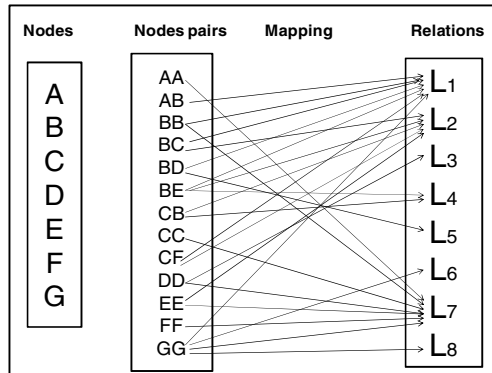 Nodes
Nodes pairs
Mapping
Relations
A
B
C
D
E
F
G
AA
AB
BB
BC
BD
BE
CB
CC
CF
DD
EE
FF
GG
L1
L2
L3
L4
L5
L6
L7
L8